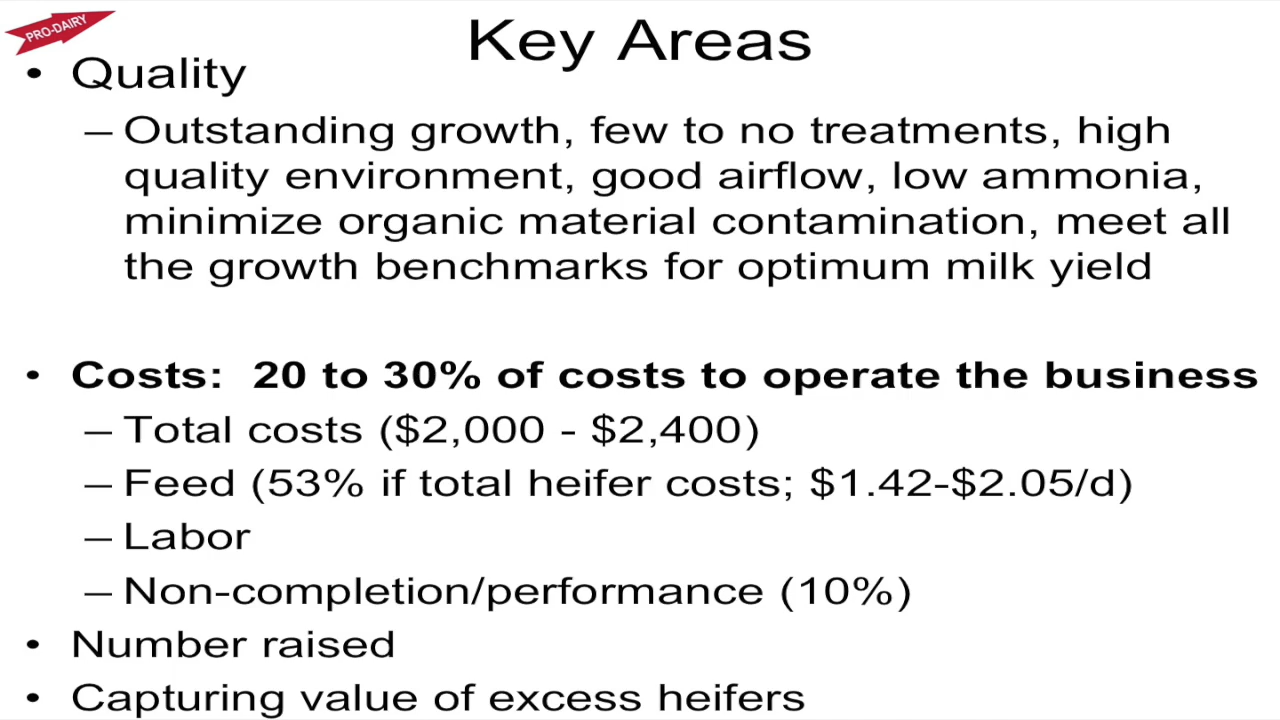 PRO-DAIRY
Key Areas
• Quality
– Outstanding growth, few to no treatments, high
quality environment, good airflow, low ammonia,
minimize organic material contamination, meet all
the growth benchmarks for optimum milk yield
• Costs:  20 to 30% of costs to operate the business
– Total costs ($2,000 - $2,400)
– Feed (53% if total heifer costs; $1.42-$2.05/d)
– Labor
– Non-completion/performance (10%)
• Number raised
• Capturing value of excess heifers